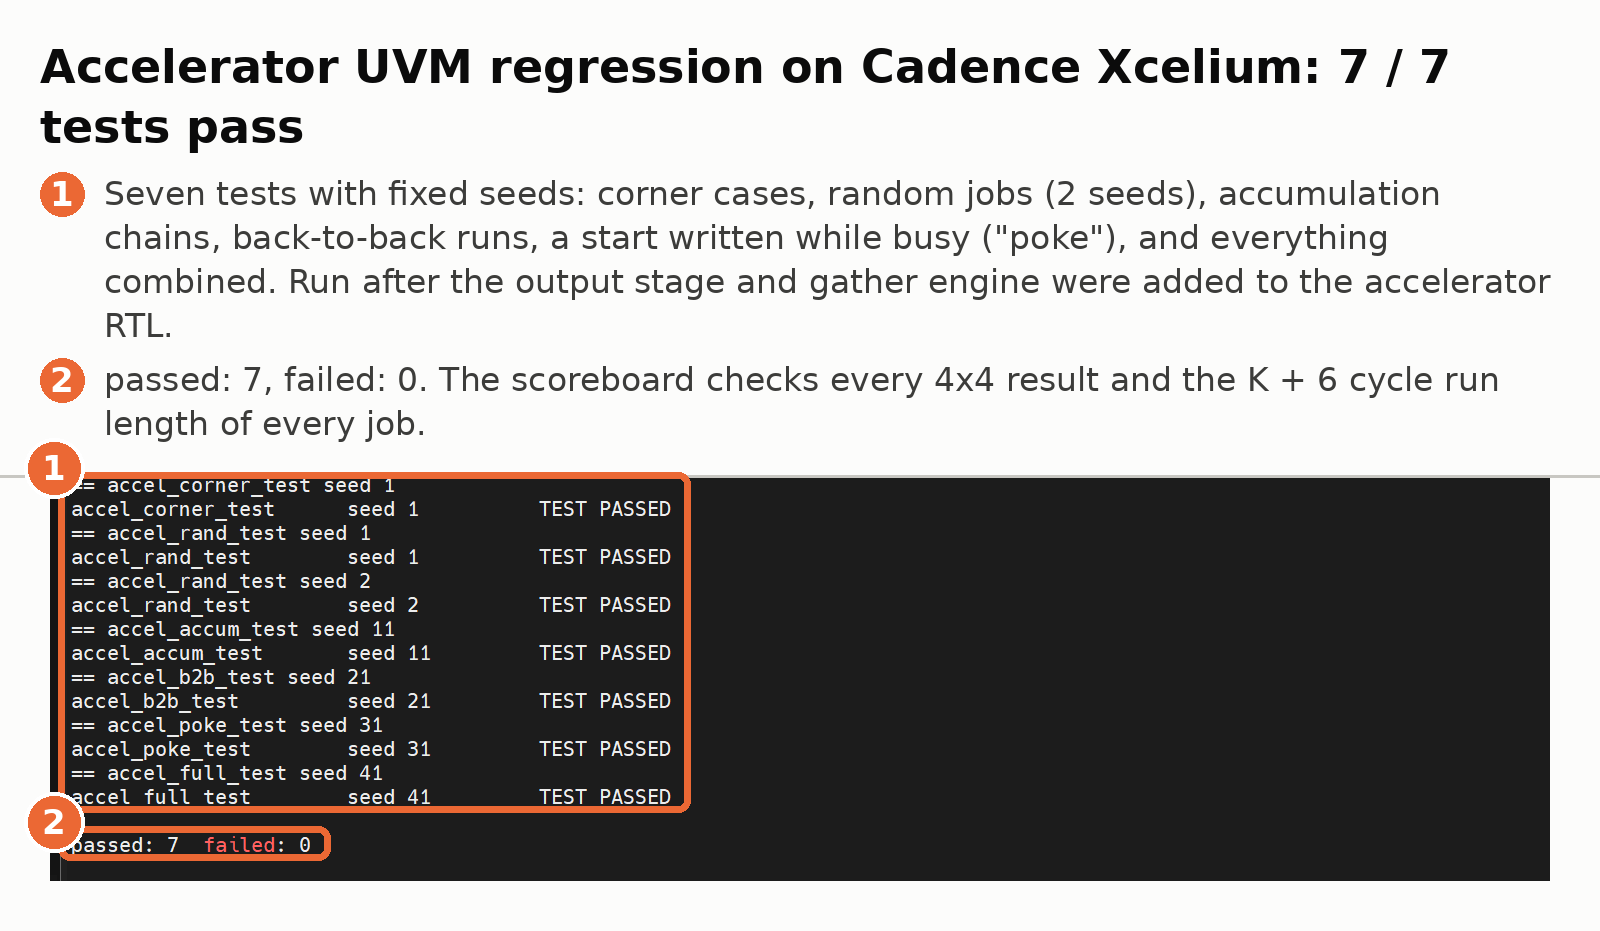 Accelerator UVM regression on Cadence Xcelium: 7 / 7
tests pass
1 Seven tests with fixed seeds: corner cases, random jobs (2 seeds), accumulation
chains, back-to-back runs, a start written while busy ("poke"), and everything
combined. Run after the output stage and gather engine were added to the accelerator
RTL.
2 passed: 7, failed: 0. The scoreboard checks every 4x4 result and the K + 6 cycle run
length of every job.
1
== accel_corner_test seed 1
accel_corner_test seed 1 TEST PASSED
== accel_rand_test seed 1
accel_rand_test seed 1 TEST PASSED
== accel_rand_test seed 2
accel_rand_test seed 2 TEST PASSED
== accel_accum_test seed 11
accel_accum_test seed 11 TEST PASSED
== accel_b2b_test seed 21
accel_b2b_test seed 21 TEST PASSED
== accel_poke_test seed 31
accel_poke_test seed 31 TEST PASSED
== accel_full_test seed 41
accel_full_test seed 41 TEST PASSED
2
passed: 7 failed: 0